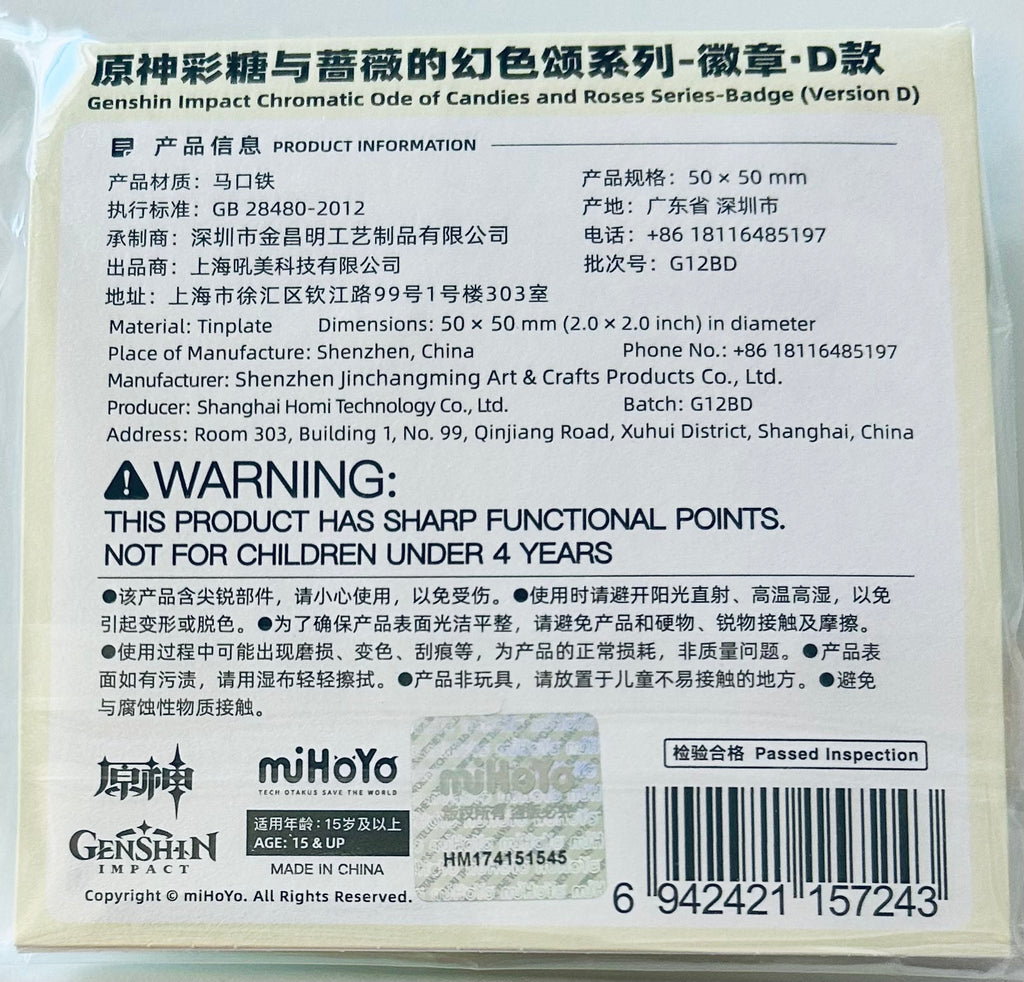 原神彩糖与蔷薇的幻色颂系列-徽章·D款
Genshin Impact Chromatic Ode of Candies and Roses Series-Badge (Version D)
产品信息 PRODUCT INFORMATION
产品材质：马口铁 产品规格：50 × 50 mm
执行标准：GB 28480-2012 产地：广东省 深圳市
承制商：深圳市金昌明工艺制品有限公司 电话：+86 18116485197
出品商：上海吼美科技有限公司 批次号：G12BD
地址：上海市徐汇区钦江路99号1号楼303室
Material: Tinplate Dimensions: 50 × 50 mm (2.0 × 2.0 inch) in diameter
Place of Manufacture: Shenzhen, China Phone No.: +86 18116485197
Manufacturer: Shenzhen Jinchangming Art & Crafts Products Co., Ltd.
Producer: Shanghai Homi Technology Co., Ltd. Batch: G12BD
Address: Room 303, Building 1, No. 99, Qinjiang Road, Xuhui District, Shanghai, China
WARNING:
THIS PRODUCT HAS SHARP FUNCTIONAL POINTS.
NOT FOR CHILDREN UNDER 4 YEARS
●该产品含尖锐部件，请小心使用，以免受伤。●使用时请避开阳光直射、高温高湿，以免
引起变形或脱色。●为了确保产品表面光洁平整，请避免产品和硬物、锐物接触及摩擦。
●使用过程中可能出现磨损、变色、刮痕等，为产品的正常损耗，非质量问题。●产品表
面如有污渍，请用湿布轻轻擦拭。●产品非玩具，请放置于儿童不易接触的地方。●避免
与腐蚀性物质接触。
原神
GENSHIN
IMPACT
miHoYo
TECH OTAKUS SAVE THE WORLD
适用年龄：15岁及以上
AGE: 15 & UP
MADE IN CHINA
Copyright © miHoYo. All Rights Reserved.
miHoYo
HM174151545
检验合格 Passed Inspection
6 942421 157243